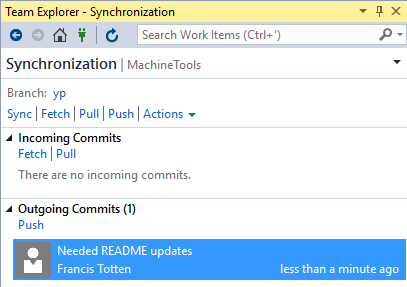 Team Explorer - Synchronization
Search Work Items (Ctrl+')
Synchronization | MachineTools
Branch: yp
Sync | Fetch | Pull | Push | Actions
Incoming Commits
Fetch | Pull
There are no incoming commits.
Outgoing Commits (1)
Push
Needed README updates
Francis Totten less than a minute ago